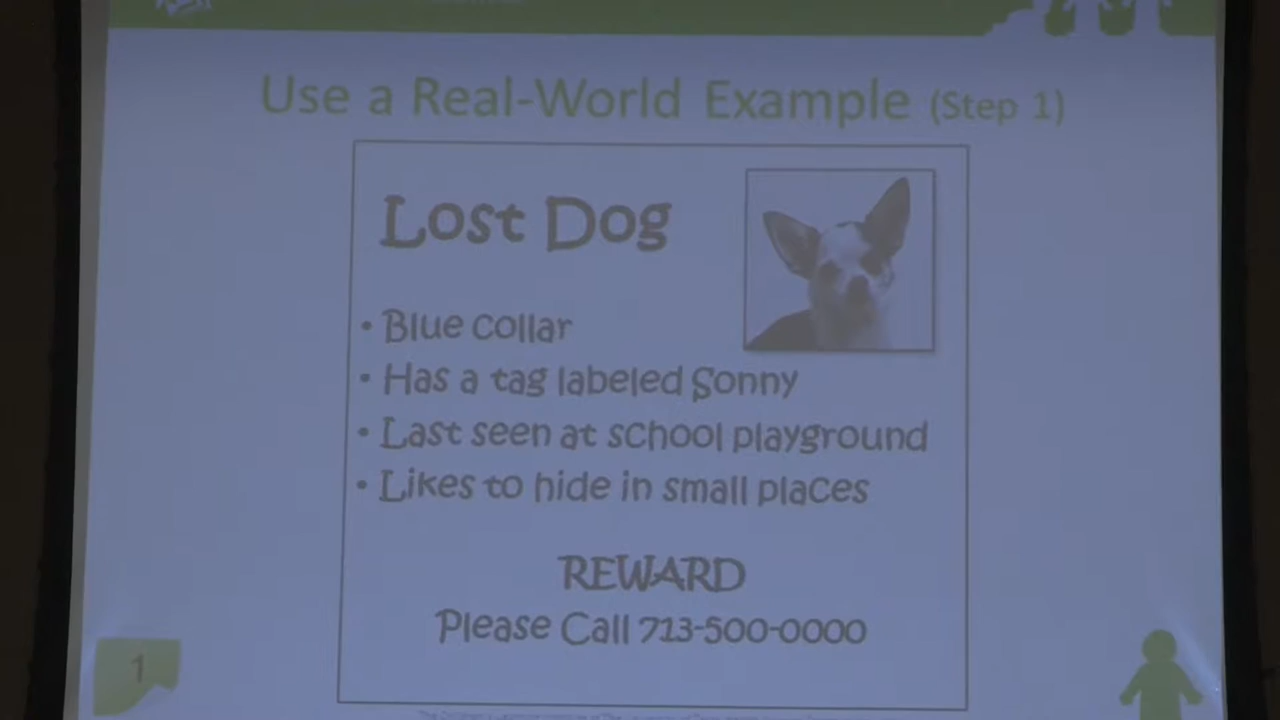 Use a Real-World Example (Step 1)
Lost Dog
• Blue collar
• Has a tag labeled Sonny
• Last seen at school playground
• Likes to hide in small places
REWARD
Please Call 713-500-0000
1